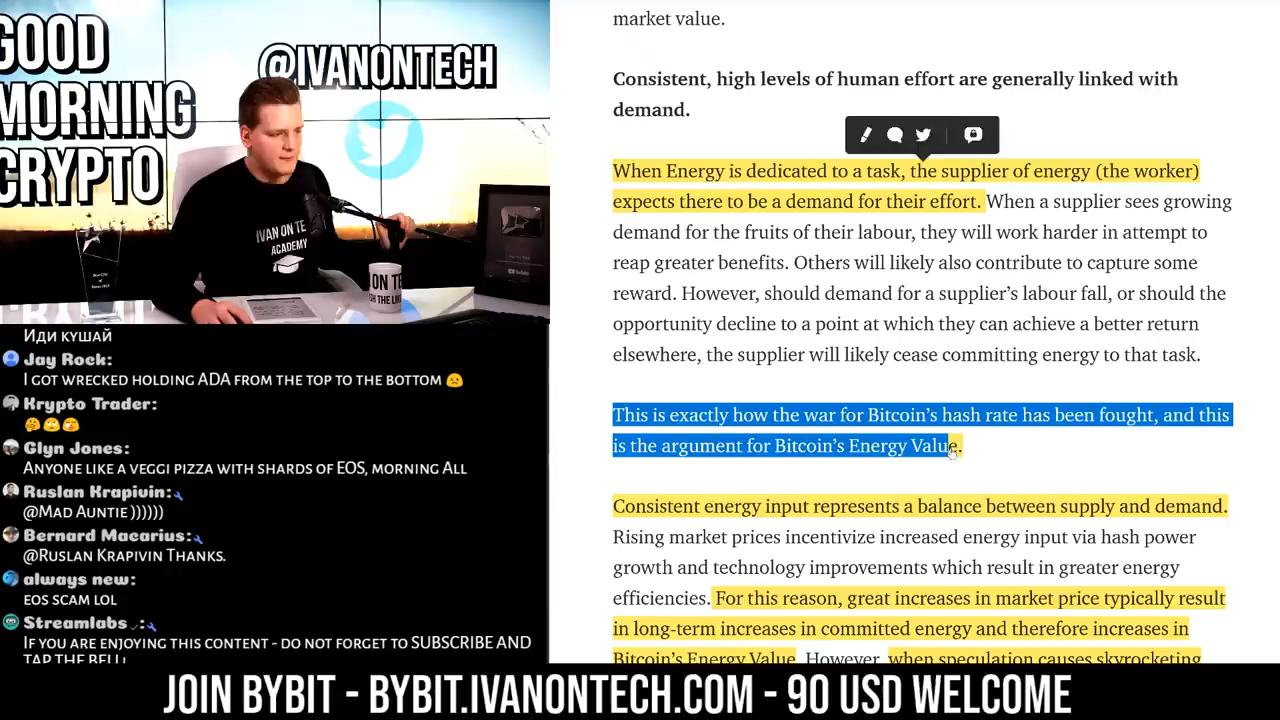 GOOD
MORNING
CRYPTO
@IVANONTECH
IVAN ON TE
ACADEMY
Иди кушай
Jay Rock:
I GOT WRECKED HOLDING ADA FROM THE TOP TO THE BOTTOM 🙁
Krypto Trader:
🤔🙄🤪
Glyn Jones:
ANYONE LIKE A VEGGI PIZZA WITH SHARDS OF EOS, MORNING ALL
Ruslan Krapivin:
@MAD AUNTIE ))))))
Bernard Macarius:
@RUSLAN KRAPIVIN THANKS.
always new:
EOS SCAM LOL
Streamlabs
IF YOU ARE ENJOYING THIS CONTENT - DO NOT FORGET TO SUBSCRIBE AND
TAP THE BELL!
market value.
Consistent, high levels of human effort are generally linked with
demand.
When Energy is dedicated to a task, the supplier of energy (the worker)
expects there to be a demand for their effort. When a supplier sees growing
demand for the fruits of their labour, they will work harder in attempt to
reap greater benefits. Others will likely also contribute to capture some
reward. However, should demand for a supplier's labour fall, or should the
opportunity decline to a point at which they can achieve a better return
elsewhere, the supplier will likely cease committing energy to that task.
This is exactly how the war for Bitcoin's hash rate has been fought, and this
is the argument for Bitcoin's Energy Value.
Consistent energy input represents a balance between supply and demand.
Rising market prices incentivize increased energy input via hash power
growth and technology improvements which result in greater energy
efficiencies. For this reason, great increases in market price typically result
in long-term increases in committed energy and therefore increases in
Bitcoin's Energy Value. However, when speculation causes skyrocketing
JOIN BYBIT - BYBIT.IVANONTECH.COM - 90 USD WELCOME